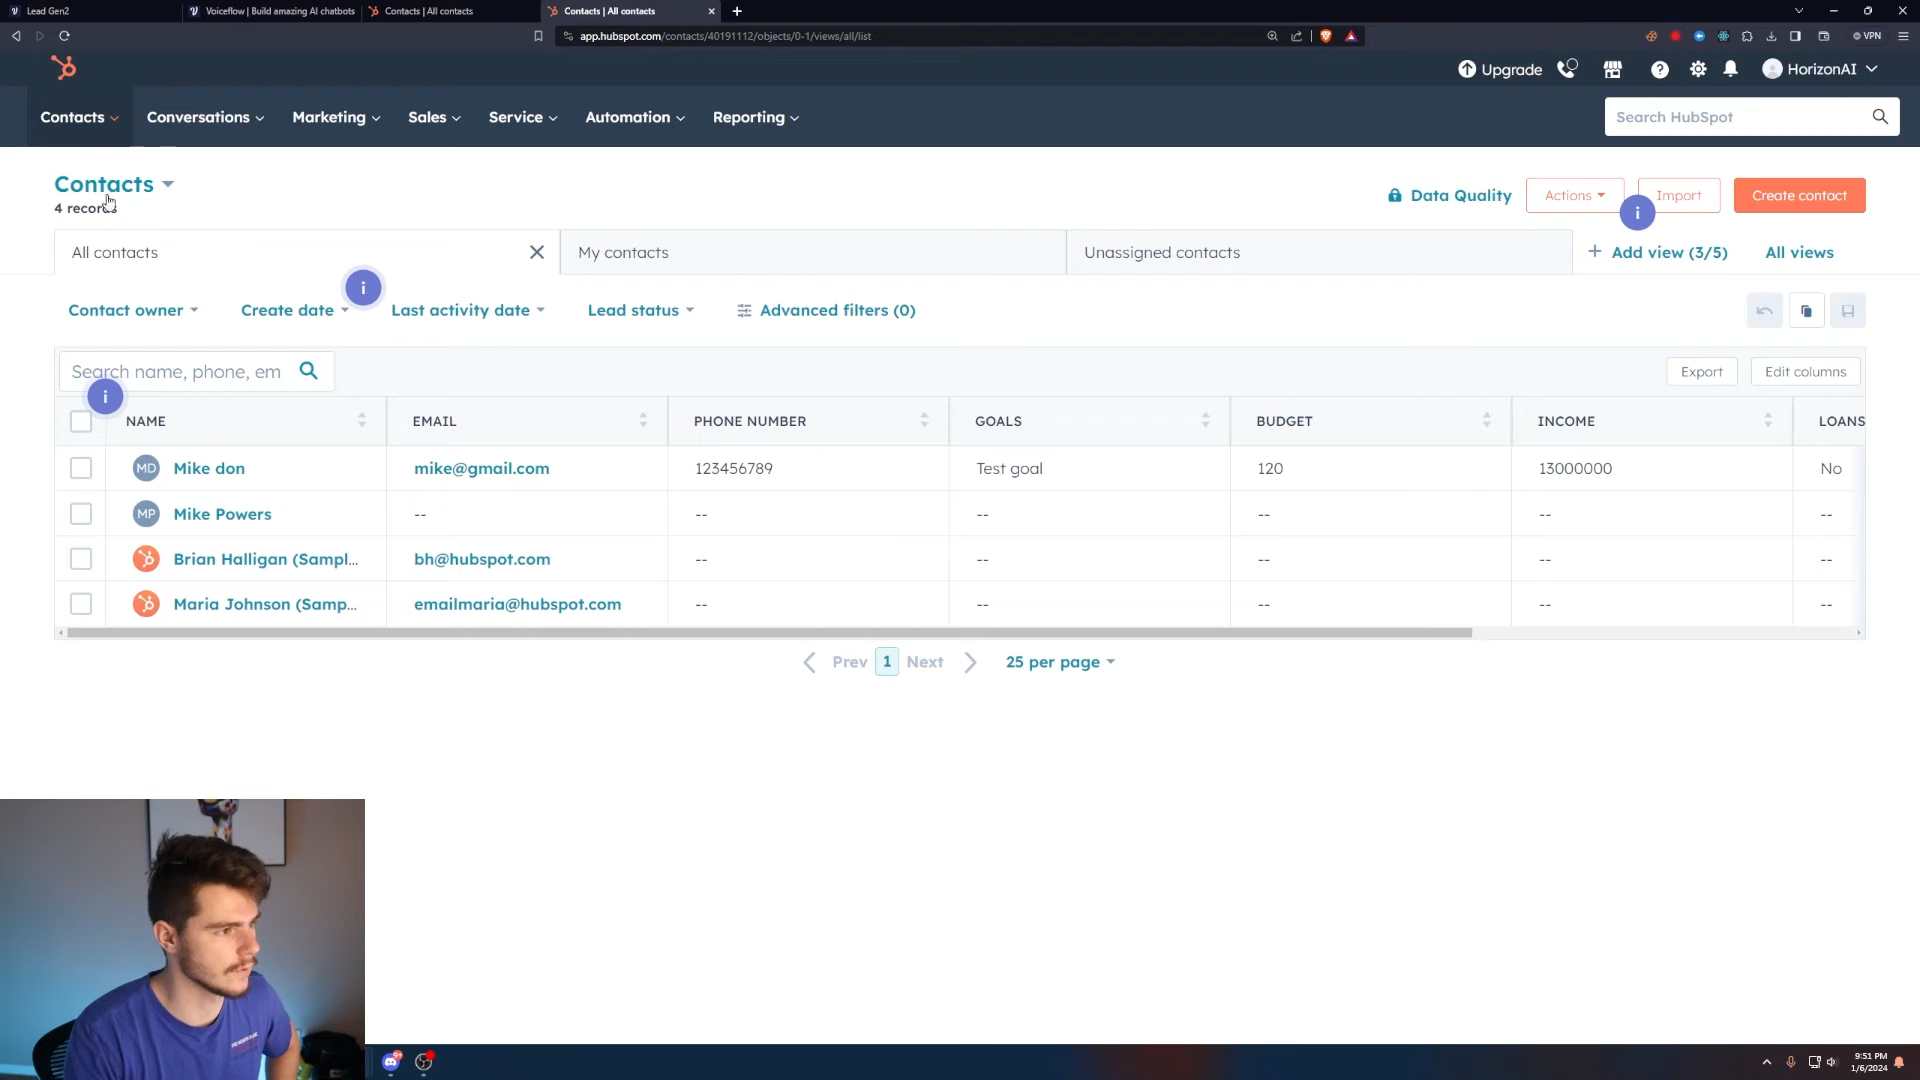 Lead Gen2
Voiceflow | Build amazing AI chatbots
Contacts | All contacts
Contacts | All contacts
app.hubspot.com/contacts/40191112/objects/0-1/views/all/list
VPN
Upgrade
HorizonAI
Contacts
Conversations
Marketing
Sales
Service
Automation
Reporting
Search HubSpot
Contacts
4 records
Data Quality
Actions
Import
Create contact
i
All contacts
My contacts
Unassigned contacts
+ Add view (3/5)
All views
i
Contact owner
Create date
Last activity date
Lead status
Advanced filters (0)
Search name, phone, em
Export
Edit columns
i
NAME EMAIL PHONE NUMBER GOALS BUDGET INCOME LOANS
MD Mike don mike@gmail.com 123456789 Test goal 120 13000000 No
MP Mike Powers -- -- -- -- -- --
Brian Halligan (Sampl... bh@hubspot.com -- -- -- -- --
Maria Johnson (Samp... emailmaria@hubspot.com -- -- -- -- --
Prev 1 Next 25 per page
9:51 PM
1/6/2024